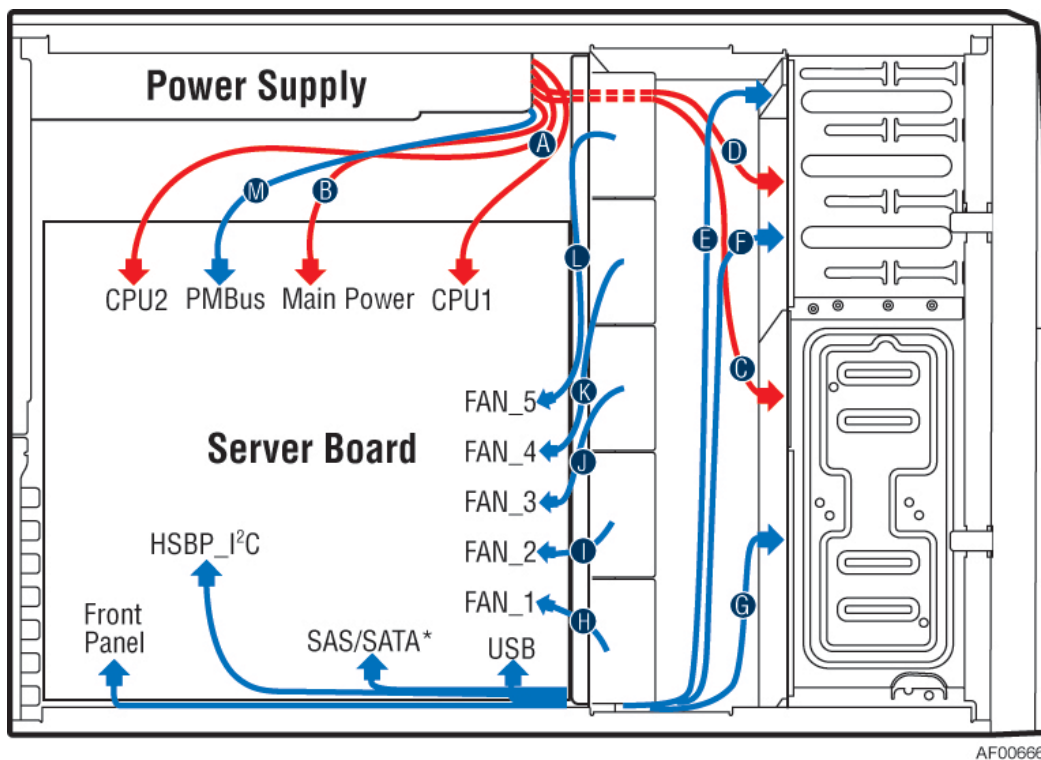 Power Supply
A
D
M
B
E
F
L
CPU2 PMBus Main Power CPU1
C
K
FAN_5
Server Board
FAN_4
J
FAN_3
HSBP_I²C
FAN_2
I
G
FAN_1
H
Front
Panel
SAS/SATA*
USB